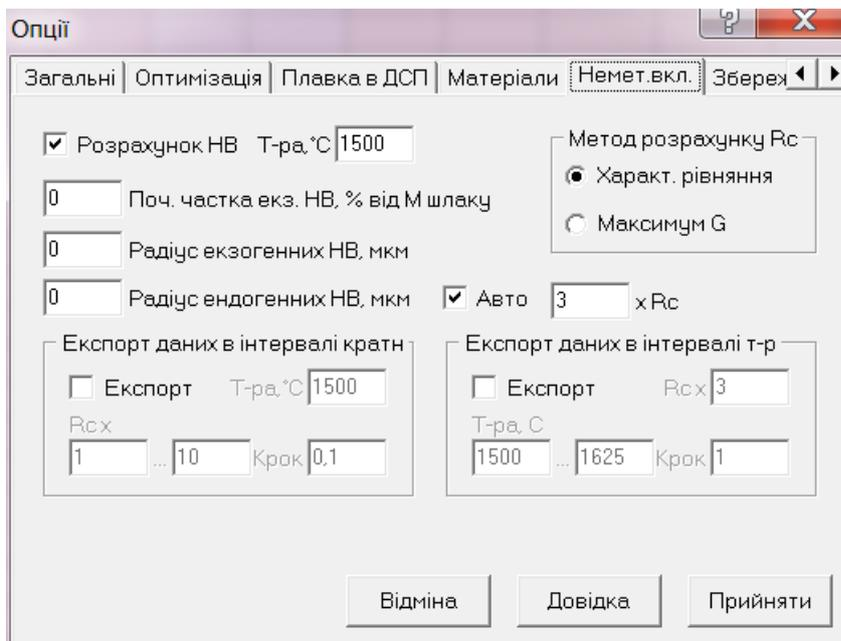 Опції
Загальні Оптимізація Плавка в ДСП Матеріали Немет.вкл. Збереж
Розрахунок НВ Т-ра,°С 1500
Метод розрахунку Rc
Характ. рівняння
0 Поч. частка екз. НВ, % від М шлаку
Максимум G
0 Радіус екзогенних НВ, мкм
0 Радіус ендогенних НВ, мкм Авто 3 x Rc
Експорт даних в інтервалі кратн
Експорт Т-ра,°С 1500
Rc x
1 ... 10 Крок 0,1
Експорт даних в інтервалі т-р
Експорт Rc x 3
Т-ра, С
1500 ... 1625 Крок 1
Відміна Довідка Прийняти